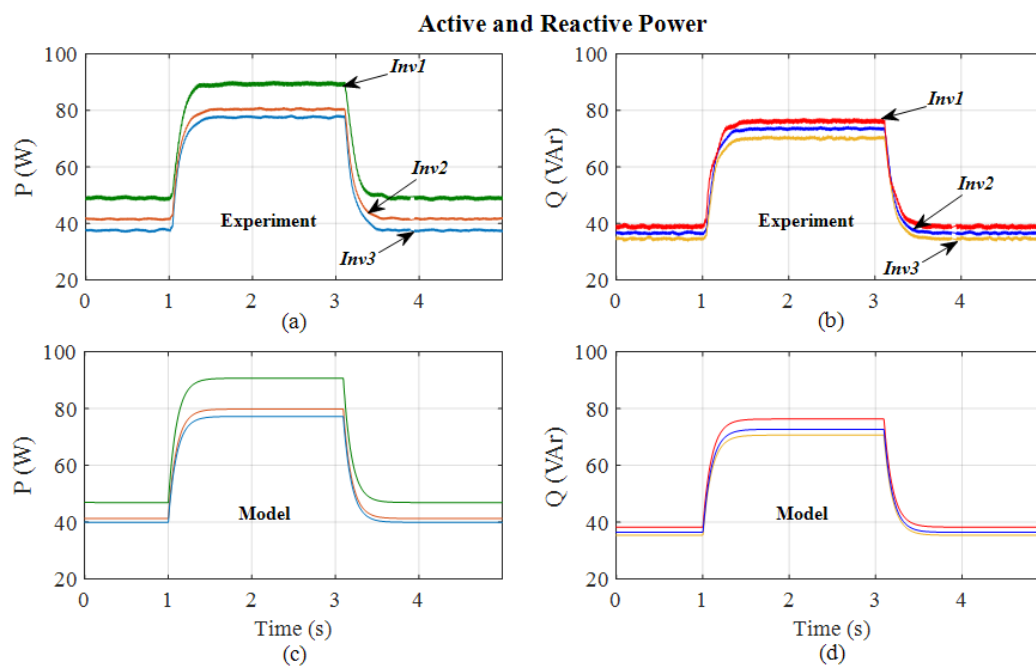 Active and Reactive Power
100
80
60
40
20
P (W)
Inv1
Inv2
Inv3
Experiment
0
1
2
3
4
(a)
100
80
60
40
20
Q (VAr)
Inv1
Inv2
Inv3
Experiment
0
1
2
3
4
(b)
100
80
60
40
20
P (W)
Model
0
1
2
3
4
Time (s)
(c)
100
80
60
40
20
Q (VAr)
Model
0
1
2
3
4
Time (s)
(d)